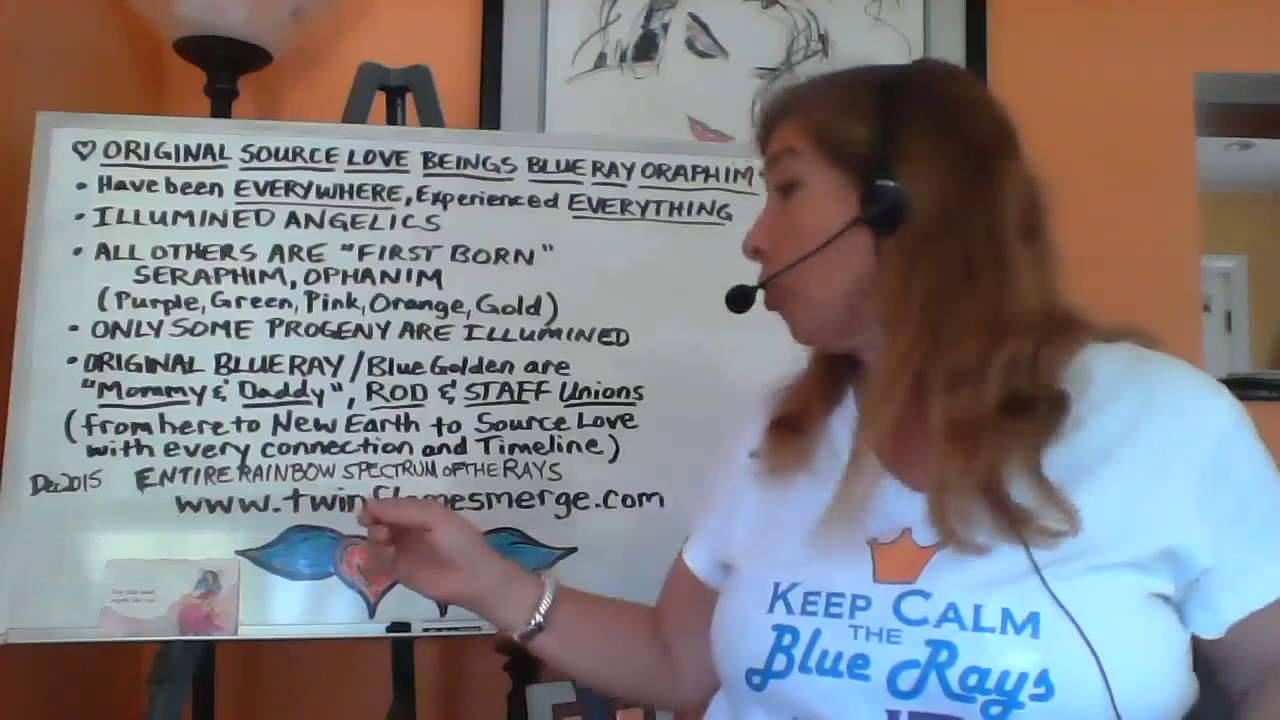 ♡ ORIGINAL SOURCE LOVE BEINGS BLUE RAY ORAPHIM
• Have been EVERYWHERE, Experienced EVERYTHING
• ILLUMINED ANGELICS
• ALL OTHERS ARE "FIRST BORN"
SERAPHIM, OPHANIM
(Purple, Green, Pink, Orange, Gold)
• ONLY SOME PROGENY ARE ILLUMINED
• ORIGINAL BLUE RAY / Blue Golden are
"Mommy & Daddy", ROD & STAFF Unions
(from here to New Earth to Source Love
with every connection and Timeline)
Dec 2015 ENTIRE RAINBOW SPECTRUM OF THE RAYS
www.twinflamesmerge.com
KEEP CALM
THE
Blue Rays